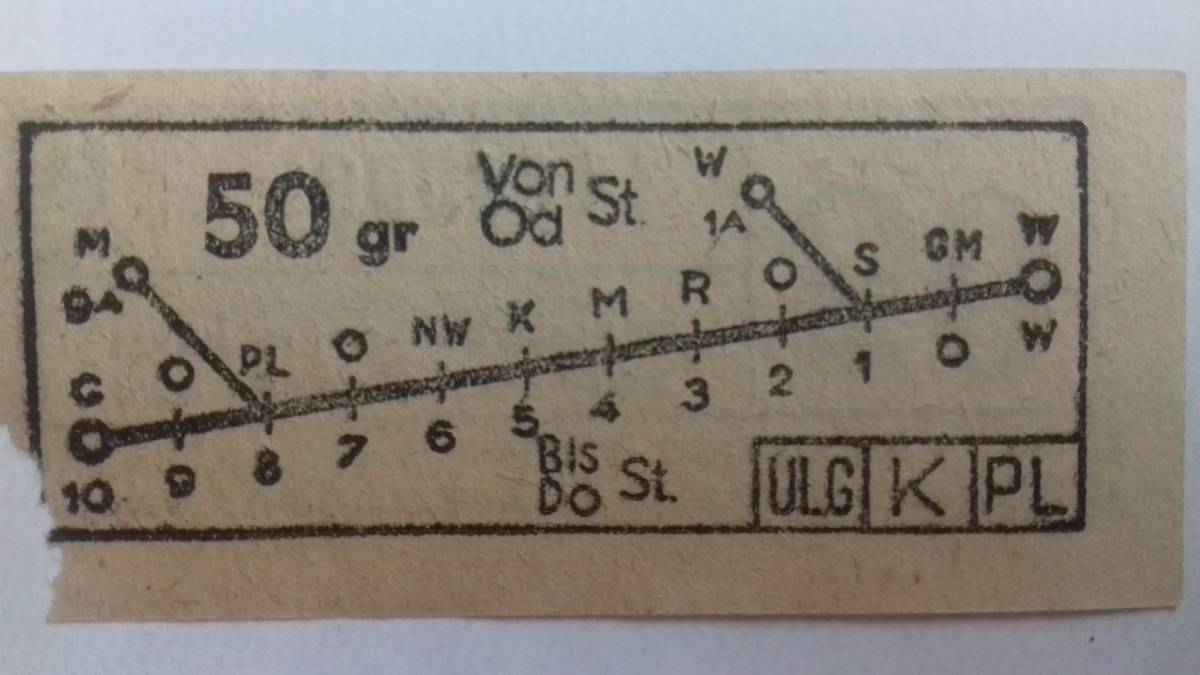 50 gr
Von
Od St.
W
1A
M
9A
G O PL O NW K M R O S GM W
10 9 8 7 6 5 4 3 2 1 O W
Bis
Do St.
ULG K PL